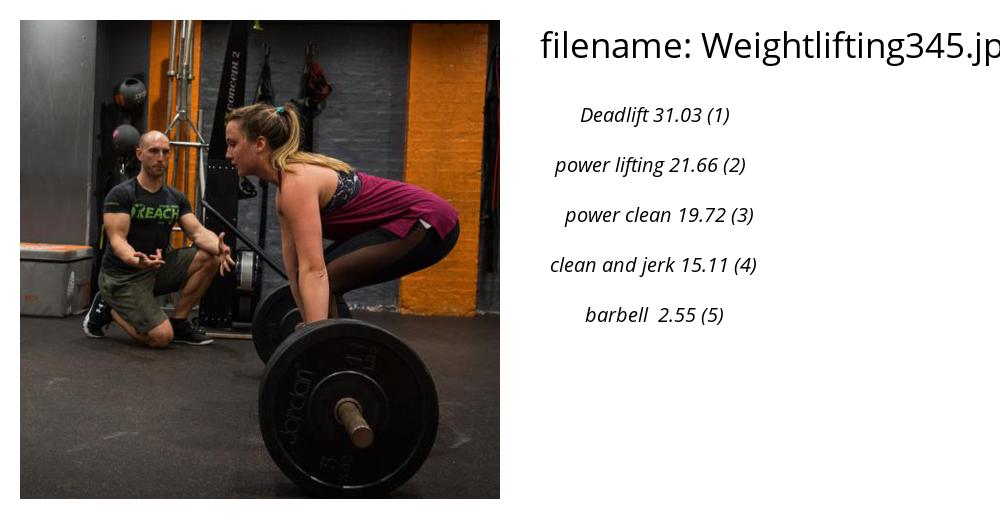 filename: Weightlifting345.jp
Deadlift 31.03 (1)
power lifting 21.66 (2)
power clean 19.72 (3)
clean and jerk 15.11 (4)
barbell  2.55 (5)
concept 2
REACH
Jordan